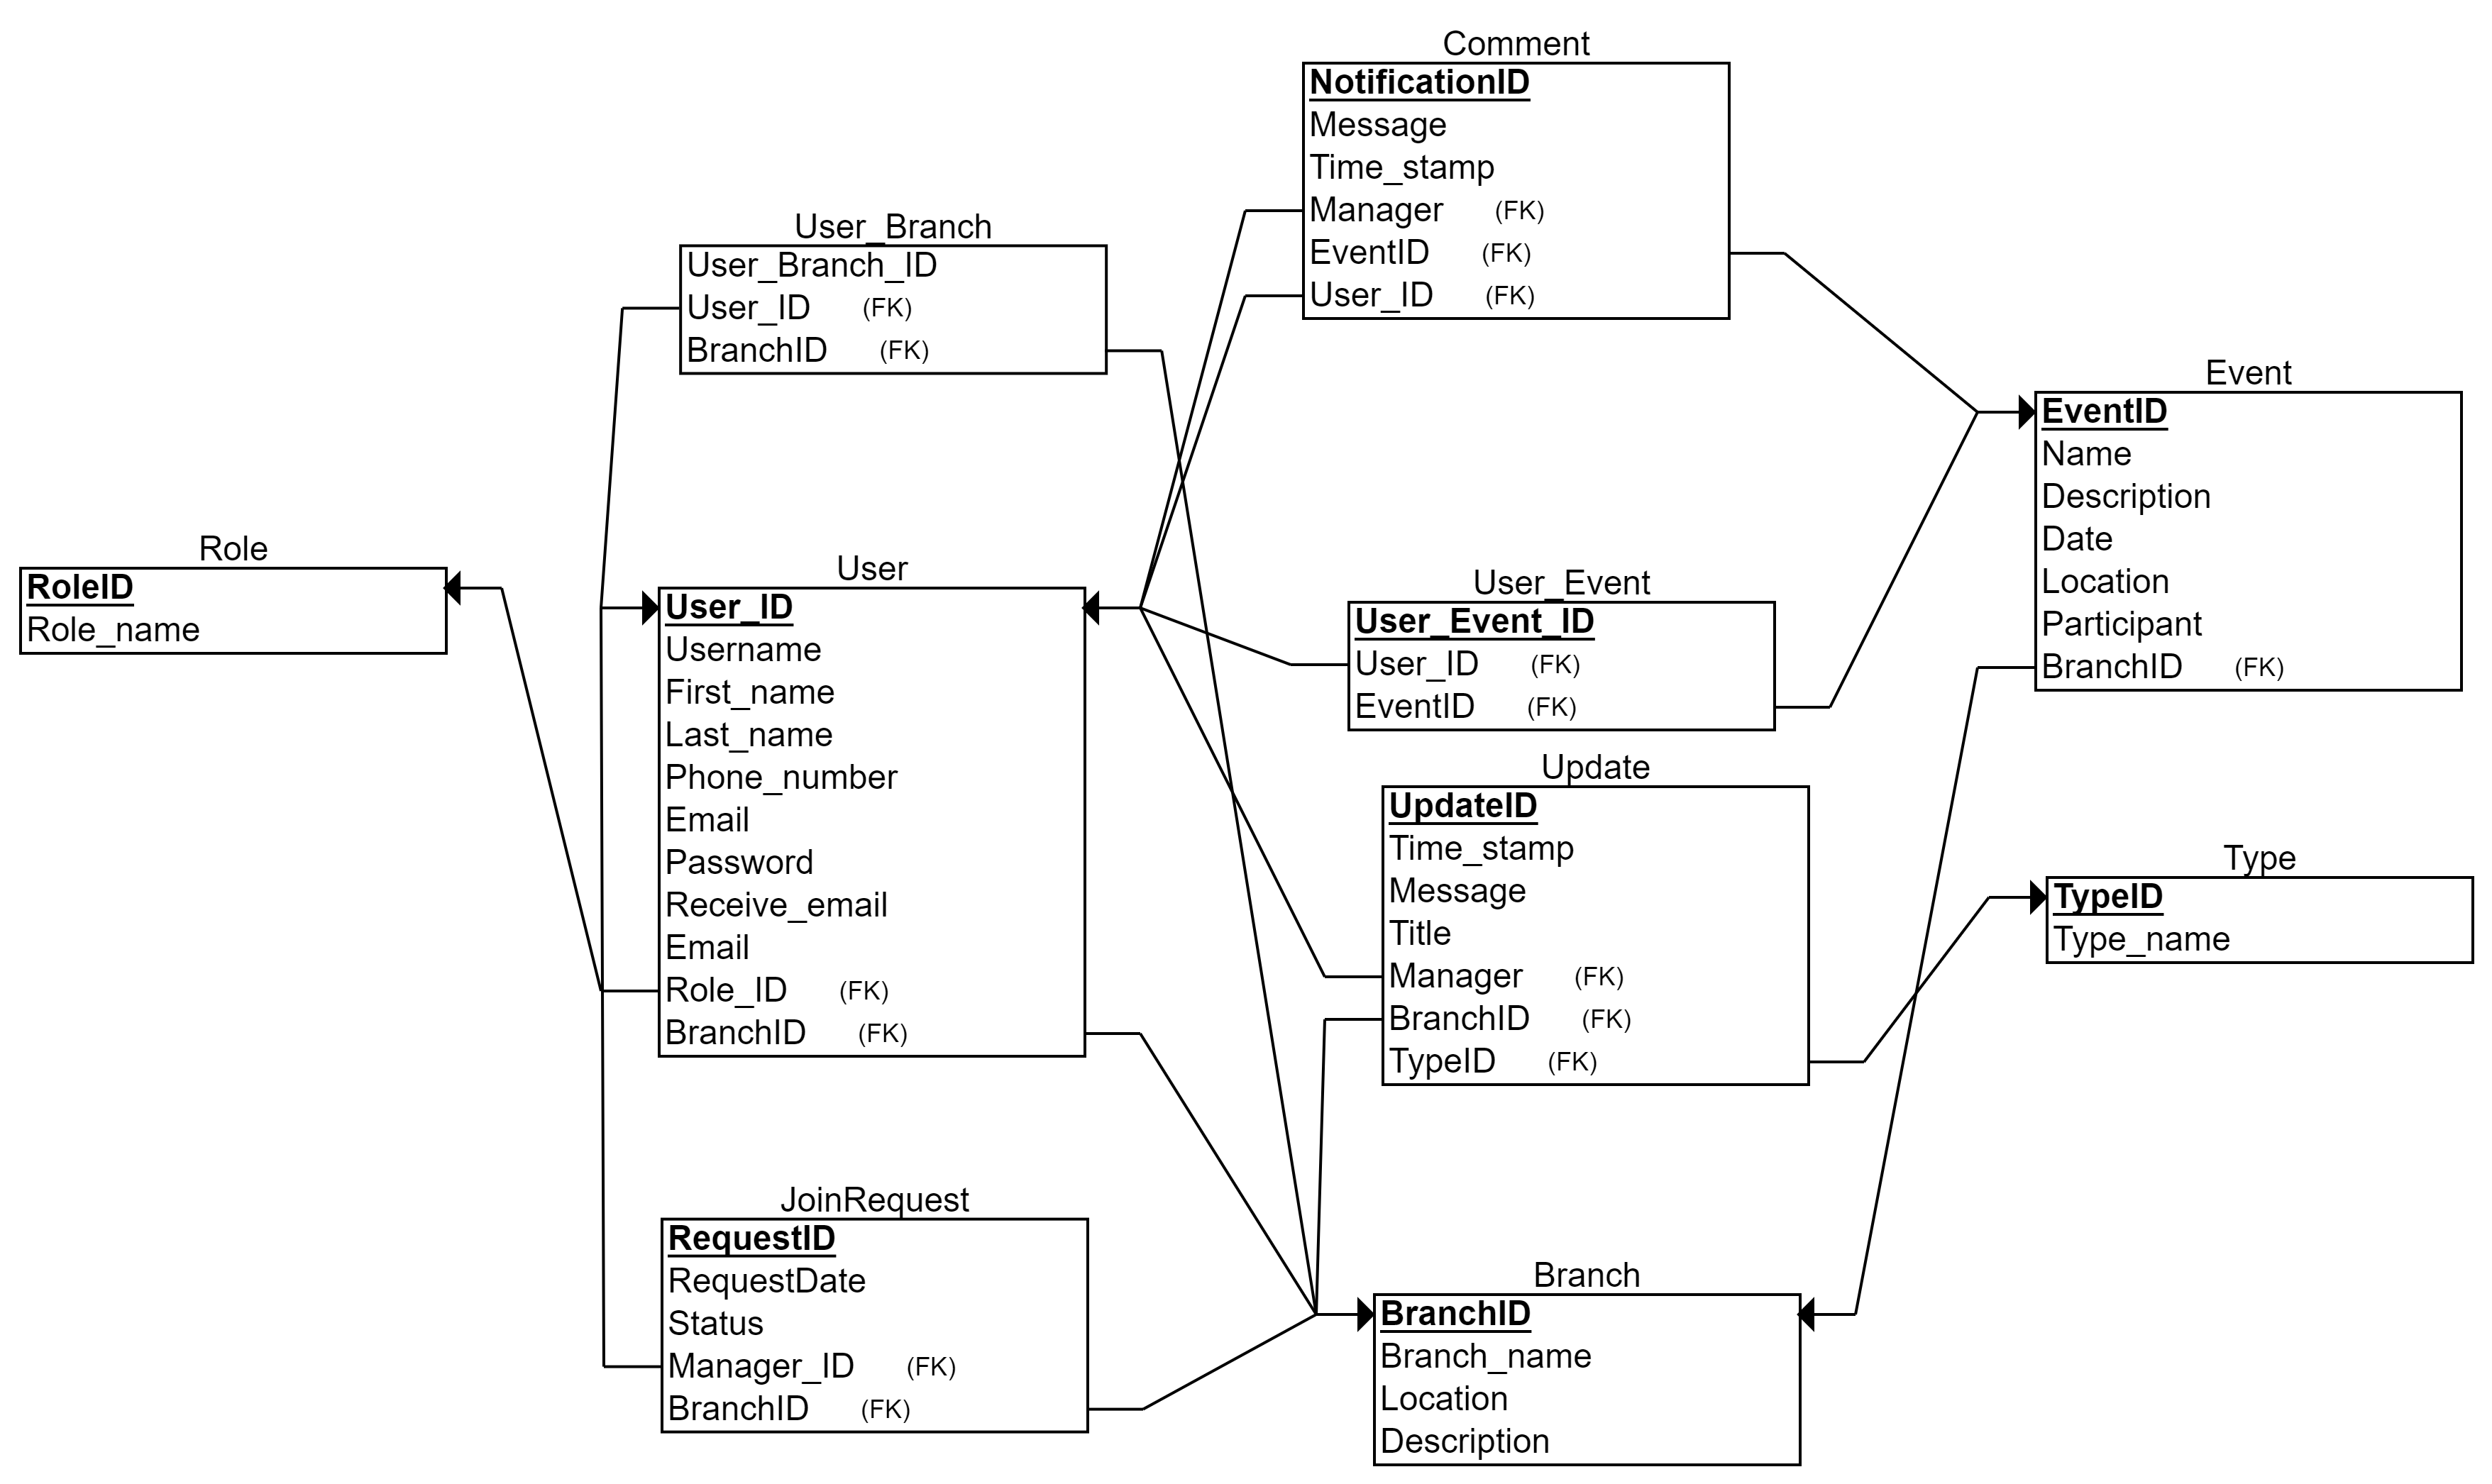 Comment
NotificationID
Message
Time_stamp
Manager (FK)
EventID (FK)
User_ID (FK)
User_Branch
User_Branch_ID
User_ID (FK)
BranchID (FK)
Event
EventID
Name
Description
Date
Location
Participant
BranchID (FK)
Role
RoleID
Role_name
User
User_ID
Username
First_name
Last_name
Phone_number
Email
Password
Receive_email
Email
Role_ID (FK)
BranchID (FK)
User_Event
User_Event_ID
User_ID (FK)
EventID (FK)
Update
UpdateID
Time_stamp
Message
Title
Manager (FK)
BranchID (FK)
TypeID (FK)
Type
TypeID
Type_name
JoinRequest
RequestID
RequestDate
Status
Manager_ID (FK)
BranchID (FK)
Branch
BranchID
Branch_name
Location
Description